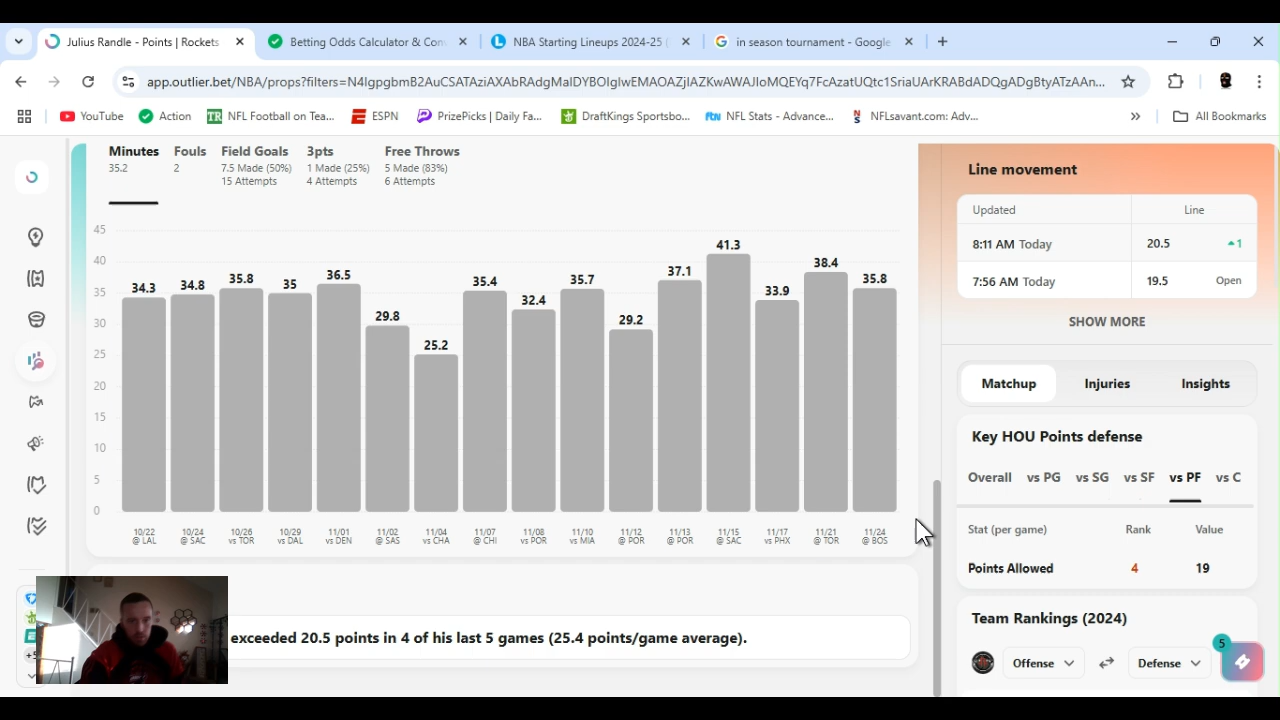 Julius Randle - Points | Rockets
Betting Odds Calculator & Con
NBA Starting Lineups 2024-25 (
in season tournament - Google
YouTube
Action
NFL Football on Tea...
ESPN
PrizePicks | Daily Fa...
DraftKings Sportsbo...
NFL Stats - Advance...
NFLsavant.com: Adv...
All Bookmarks
Minutes Fouls Field Goals 3pts Free Throws
35.2 2 7.5 Made (50%) 1 Made (25%) 5 Made (83%)
15 Attempts 4 Attempts 6 Attempts
45
40
35
30
25
20
15
10
5
0
34.3 34.8 35.8 35 36.5 29.8 25.2 35.4 32.4 35.7 29.2 37.1 41.3 33.9 38.4 35.8
10/22 10/24 10/26 10/29 11/01 11/02 11/04 11/07 11/08 11/10 11/12 11/13 11/15 11/17 11/21 11/24
@ LAL @ SAC vs TOR vs DAL vs DEN @ SAS vs CHA @ CHI vs POR vs MIA @ POR @ POR @ SAC vs PHX @ TOR @ BOS
exceeded 20.5 points in 4 of his last 5 games (25.4 points/game average).
Line movement
Updated Line
8:11 AM Today 20.5 1
7:56 AM Today 19.5 Open
SHOW MORE
Matchup Injuries Insights
Key HOU Points defense
Overall vs PG vs SG vs SF vs PF vs C
Stat (per game) Rank Value
Points Allowed 4 19
Team Rankings (2024)
Offense Defense
5